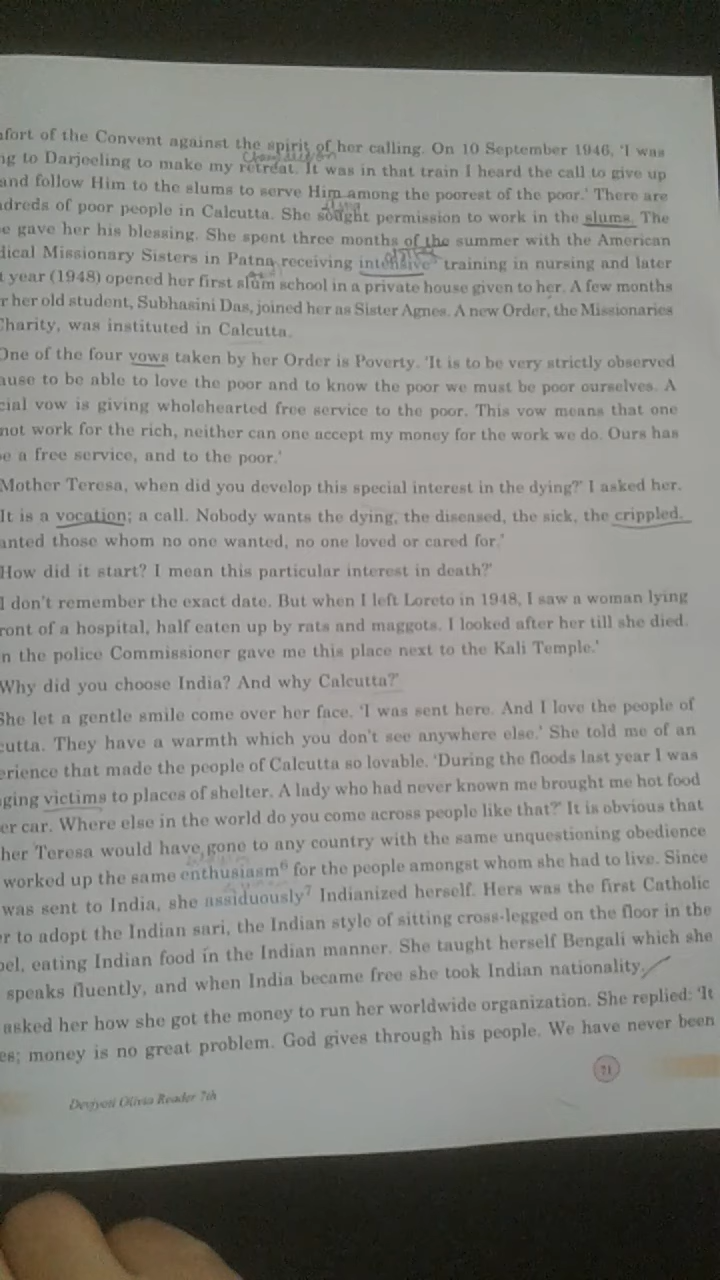 nfort of the Convent against the spirit of her calling. On 10 September 1946, 'I was
ng to Darjeeling to make my retreat. It was in that train I heard the call to give up
and follow Him to the slums to serve Him among the poorest of the poor.' There are
dreds of poor people in Calcutta. She sought permission to work in the slums. The
e gave her his blessing. She spent three months of the summer with the American
dical Missionary Sisters in Patna receiving intensive training in nursing and later
t year (1948) opened her first slum school in a private house given to her. A few months
r her old student, Subhasini Das, joined her as Sister Agnes. A new Order, the Missionaries
Charity, was instituted in Calcutta.
One of the four vows taken by her Order is Poverty. 'It is to be very strictly observed
ause to be able to love the poor and to know the poor we must be poor ourselves. A
cial vow is giving wholehearted free service to the poor. This vow means that one
not work for the rich, neither can one accept my money for the work we do. Ours has
e a free service, and to the poor.'
Mother Teresa, when did you develop this special interest in the dying?' I asked her.
It is a vocation; a call. Nobody wants the dying, the diseased, the sick, the crippled.
anted those whom no one wanted, no one loved or cared for.'
How did it start? I mean this particular interest in death?'
I don't remember the exact date. But when I left Loreto in 1948, I saw a woman lying
ront of a hospital, half eaten up by rats and maggots. I looked after her till she died.
n the police Commissioner gave me this place next to the Kali Temple.'
Why did you choose India? And why Calcutta?'
She let a gentle smile come over her face. 'I was sent here. And I love the people of
cutta. They have a warmth which you don't see anywhere else.' She told me of an
erience that made the people of Calcutta so lovable. 'During the floods last year I was
ging victims to places of shelter. A lady who had never known me brought me hot food
er car. Where else in the world do you come across people like that?' It is obvious that
her Teresa would have gone to any country with the same unquestioning obedience
worked up the same enthusiasm⁶ for the people amongst whom she had to live. Since
was sent to India, she assiduously⁷ Indianized herself. Hers was the first Catholic
er to adopt the Indian sari, the Indian style of sitting cross-legged on the floor in the
pel, eating Indian food in the Indian manner. She taught herself Bengali which she
speaks fluently, and when India became free she took Indian nationality.
asked her how she got the money to run her worldwide organization. She replied: 'It
es; money is no great problem. God gives through his people. We have never been
71
Devjyoti Olivia Reader 7th